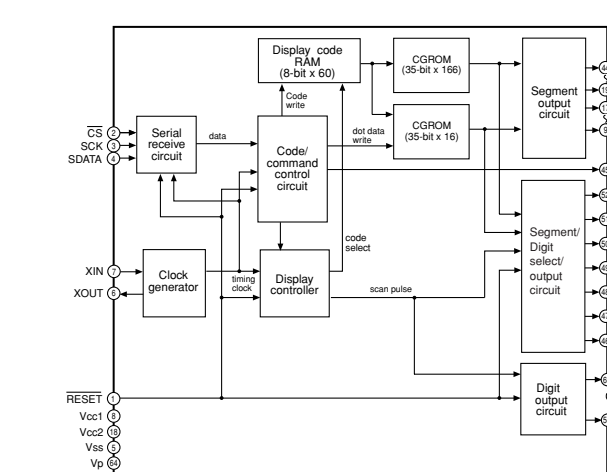 Display code
RAM
(8-bit x 60)
CGROM
(35-bit x 166)
Segment
output
circuit
Code
write
CS
2
SCK
3
SDATA
4
Serial
receive
circuit
data
Code/
command
control
circuit
dot data
write
CGROM
(35-bit x 16)
Segment/
Digit
select/
output
circuit
code
select
XIN
7
XOUT
6
Clock
generator
timing
clock
Display
controller
scan pulse
Digit
output
circuit
RESET
1
Vcc1
8
Vcc2
18
Vss
5
Vp
64